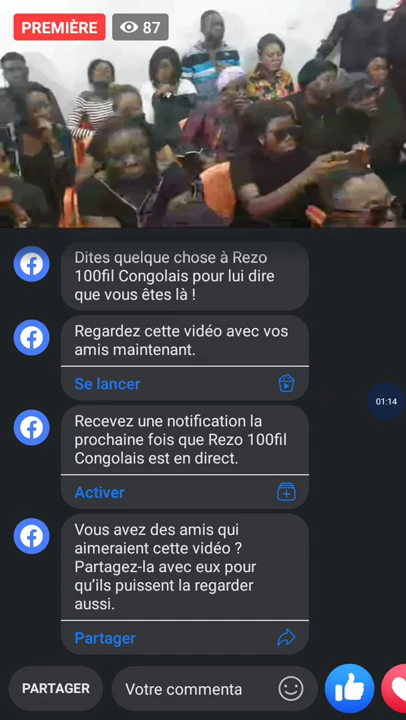 PREMIÈRE
87
Dites quelque chose à Rezo
100fil Congolais pour lui dire
que vous êtes là !
Regardez cette vidéo avec vos
amis maintenant.
Se lancer
01:14
Recevez une notification la
prochaine fois que Rezo 100fil
Congolais est en direct.
Activer
Vous avez des amis qui
aimeraient cette vidéo ?
Partagez-la avec eux pour
qu’ils puissent la regarder
aussi.
Partager
PARTAGER
Votre commenta